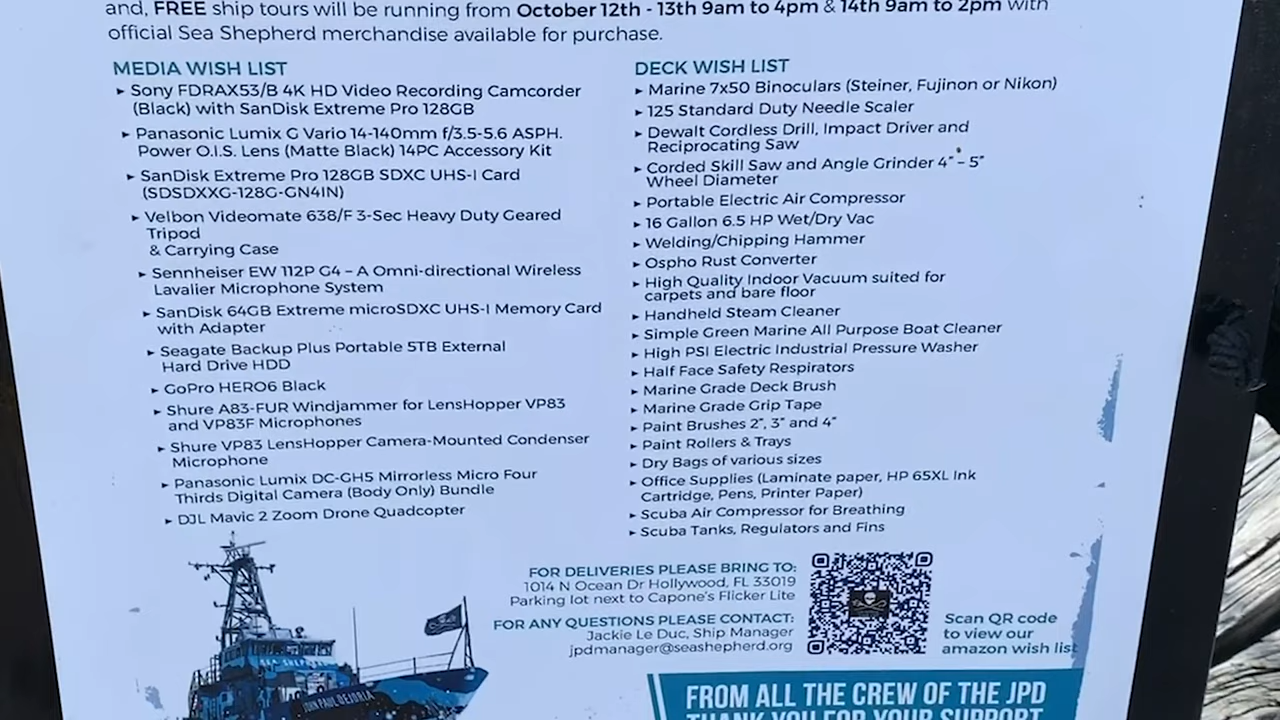 and, FREE ship tours will be running from October 12th - 13th 9am to 4pm & 14th 9am to 2pm with
official Sea Shepherd merchandise available for purchase.
MEDIA WISH LIST
► Sony FDRAX53/B 4K HD Video Recording Camcorder
(Black) with SanDisk Extreme Pro 128GB
► Panasonic Lumix G Vario 14-140mm f/3.5-5.6 ASPH.
Power O.I.S. Lens (Matte Black) 14PC Accessory Kit
► SanDisk Extreme Pro 128GB SDXC UHS-I Card
(SDSDXXG-128G-GN4IN)
► Velbon Videomate 638/F 3-Sec Heavy Duty Geared
Tripod
& Carrying Case
► Sennheiser EW 112P G4 – A Omni-directional Wireless
Lavalier Microphone System
► SanDisk 64GB Extreme microSDXC UHS-I Memory Card
with Adapter
► Seagate Backup Plus Portable 5TB External
Hard Drive HDD
► GoPro HERO6 Black
► Shure A83-FUR Windjammer for LensHopper VP83
and VP83F Microphones
► Shure VP83 LensHopper Camera-Mounted Condenser
Microphone
► Panasonic Lumix DC-GH5 Mirrorless Micro Four
Thirds Digital Camera (Body Only) Bundle
► DJL Mavic 2 Zoom Drone Quadcopter
DECK WISH LIST
► Marine 7x50 Binoculars (Steiner, Fujinon or Nikon)
► 125 Standard Duty Needle Scaler
► Dewalt Cordless Drill, Impact Driver and
Reciprocating Saw
► Corded Skill Saw and Angle Grinder 4" – 5"
Wheel Diameter
► Portable Electric Air Compressor
► 16 Gallon 6.5 HP Wet/Dry Vac
► Welding/Chipping Hammer
► Ospho Rust Converter
► High Quality Indoor Vacuum suited for
carpets and bare floor
► Handheld Steam Cleaner
► Simple Green Marine All Purpose Boat Cleaner
► High PSI Electric Industrial Pressure Washer
► Half Face Safety Respirators
► Marine Grade Deck Brush
► Marine Grade Grip Tape
► Paint Brushes 2", 3" and 4"
► Paint Rollers & Trays
► Dry Bags of various sizes
► Office Supplies (Laminate paper, HP 65XL Ink
Cartridge, Pens, Printer Paper)
► Scuba Air Compressor for Breathing
► Scuba Tanks, Regulators and Fins
FOR DELIVERIES PLEASE BRING TO:
1014 N Ocean Dr Hollywood, FL 33019
Parking lot next to Capone's Flicker Lite
FOR ANY QUESTIONS PLEASE CONTACT:
Jackie Le Duc, Ship Manager
jpdmanager@seashepherd.org
Scan QR code
to view our
amazon wish list
SEA SHEPHERD
JOHN PAUL DEJORIA
FROM ALL THE CREW OF THE JPD
THANK YOU FOR YOUR SUPPORT